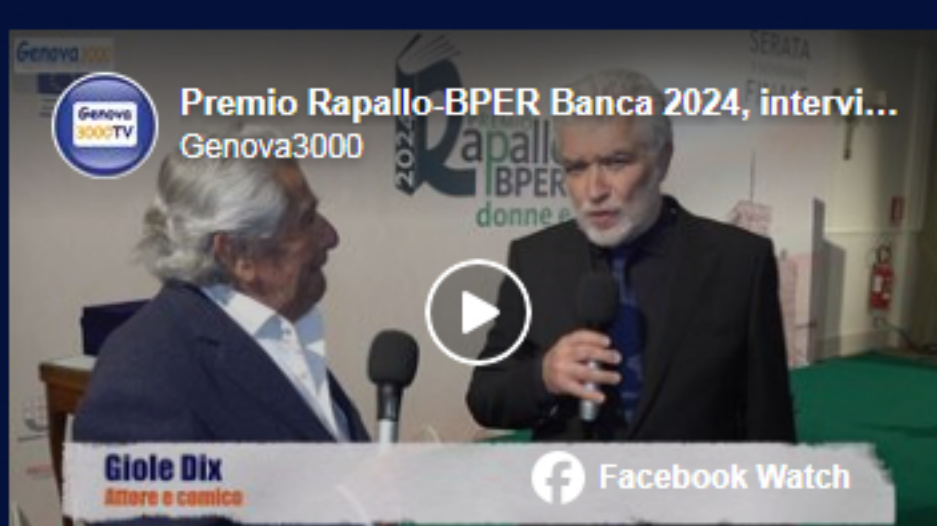 Genova3000
SERATA
Genova
3000TV
Premio Rapallo-BPER Banca 2024, intervi...
Genova3000
2024
Rapallo
BPER
donne e
Giole Dix
Attore e comico
Facebook Watch